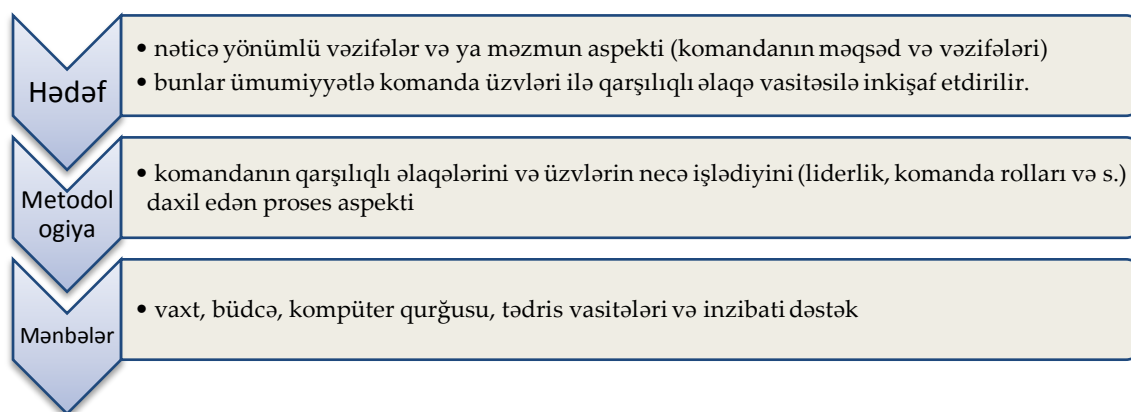 Hədəf
• nəticə yönümlü vəzifələr və ya məzmun aspekti (komandanın məqsəd və vəzifələri)
• bunlar ümumiyyətlə komanda üzvləri ilə qarşılıqlı əlaqə vasitəsilə inkişaf etdirilir.
Metodol
ogiya
• komandanın qarşılıqlı əlaqələrini və üzvlərin necə işlədiyini (liderlik, komanda rolları və s.)
daxil edən proses aspekti
Mənbələr
• vaxt, büdcə, kompüter qurğusu, tədris vasitələri və inzibati dəstək